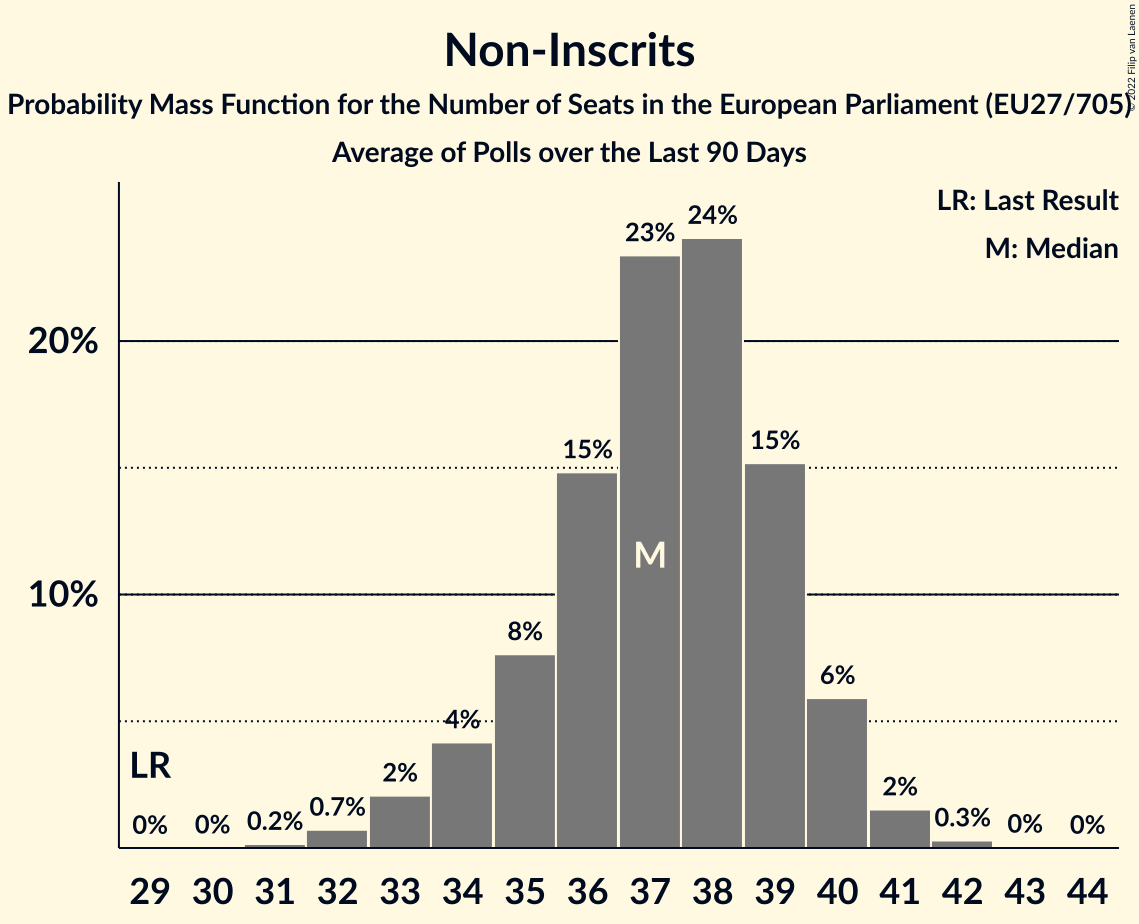 Non-Inscrits
Probability Mass Function for the Number of Seats in the European Parliament (EU27/705)
Average of Polls over the Last 90 Days
© 2022 Filip van Laenen
LR: Last Result
M: Median
20%
10%
0%
0%
0.2%
0.7%
2%
4%
8%
15%
23%
24%
15%
6%
2%
0.3%
0%
0%
LR
M
29 30 31 32 33 34 35 36 37 38 39 40 41 42 43 44